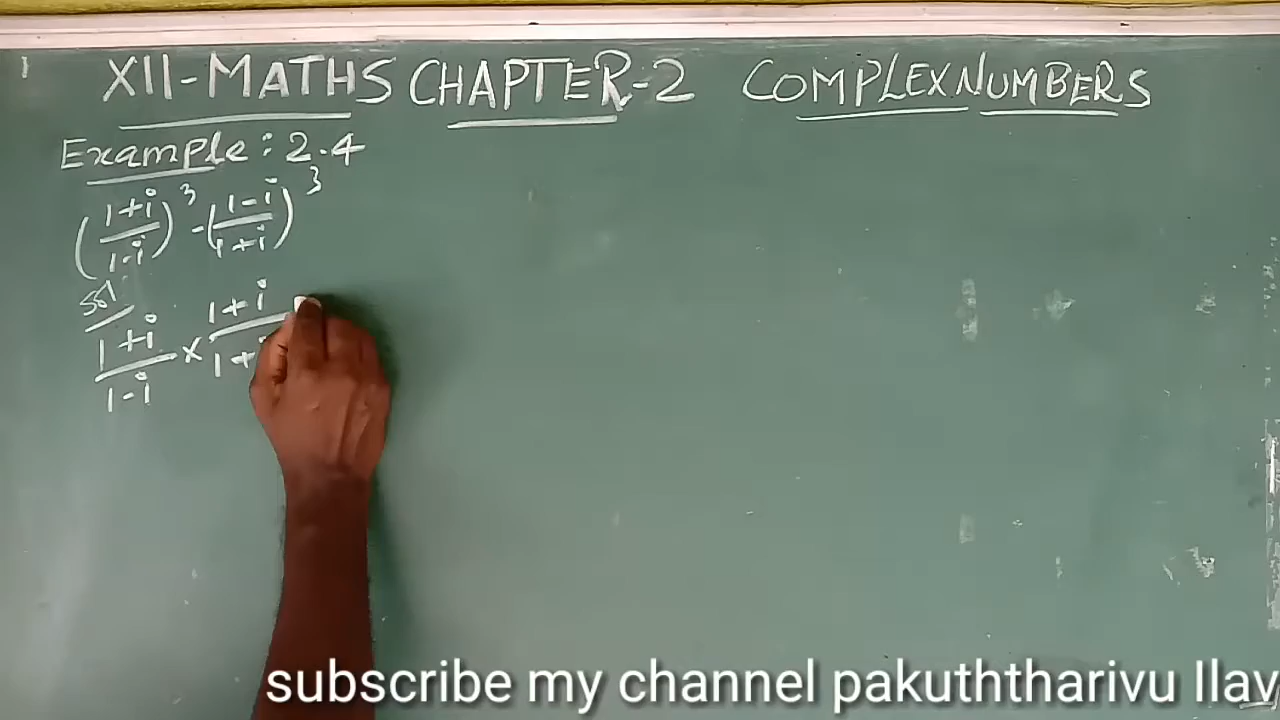 XII-MATHS CHAPTER-2 COMPLEX NUMBERS
Example: 2.4
((1+i)/(1-i))³ - ((1-i)/(1+i))³
Sol
(1+i)/(1-i) × (1+i)/(1+
subscribe my channel pakuththarivu Ilav